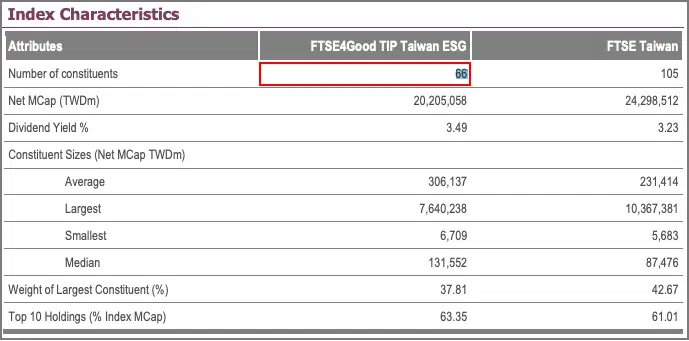 Index Characteristics
Attributes FTSE4Good TIP Taiwan ESG FTSE Taiwan
Number of constituents 66 105
Net MCap (TWDm) 20,205,058 24,298,512
Dividend Yield % 3.49 3.23
Constituent Sizes (Net MCap TWDm)
Average 306,137 231,414
Largest 7,640,238 10,367,381
Smallest 6,709 5,683
Median 131,552 87,476
Weight of Largest Constituent (%) 37.81 42.67
Top 10 Holdings (% Index MCap) 63.35 61.01